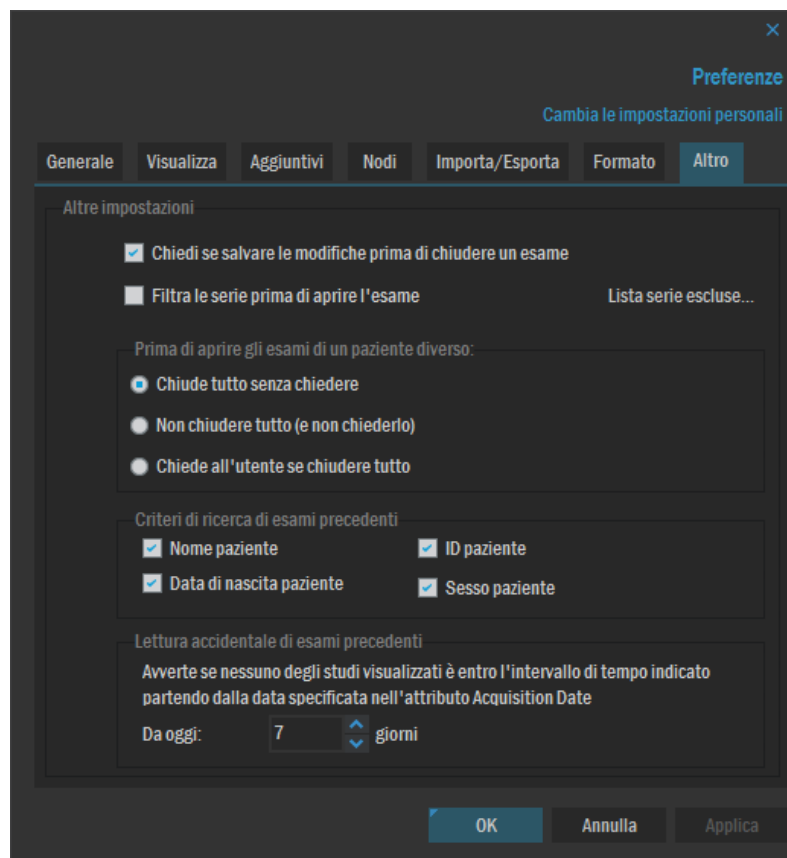 Preferenze
Cambia le impostazioni personali
Generale Visualizza Aggiuntivi Nodi Importa/Esporta Formato Altro
Altre impostazioni
Chiedi se salvare le modifiche prima di chiudere un esame
Filtra le serie prima di aprire l'esame Lista serie escluse...
Prima di aprire gli esami di un paziente diverso:
Chiude tutto senza chiedere
Non chiudere tutto (e non chiederlo)
Chiede all'utente se chiudere tutto
Criteri di ricerca di esami precedenti
Nome paziente ID paziente
Data di nascita paziente Sesso paziente
Lettura accidentale di esami precedenti
Avverte se nessuno degli studi visualizzati è entro l'intervallo di tempo indicato
partendo dalla data specificata nell'attributo Acquisition Date
Da oggi: 7 giorni
OK Annulla Applica